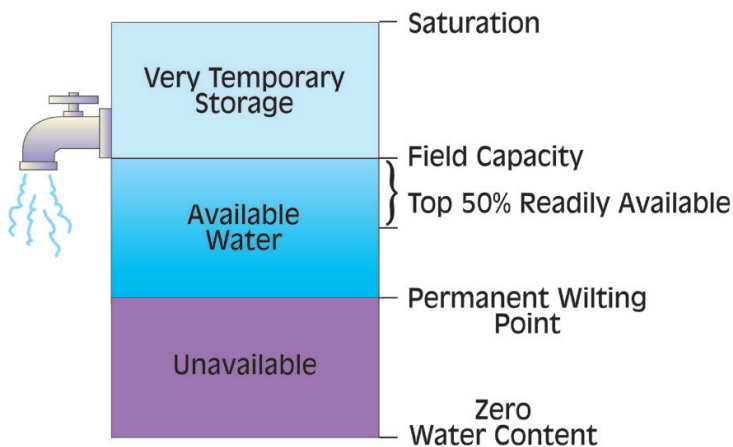 Saturation
Very Temporary
Storage
Field Capacity
Top 50% Readily Available
Available
Water
Permanent Wilting
Point
Unavailable
Zero
Water Content